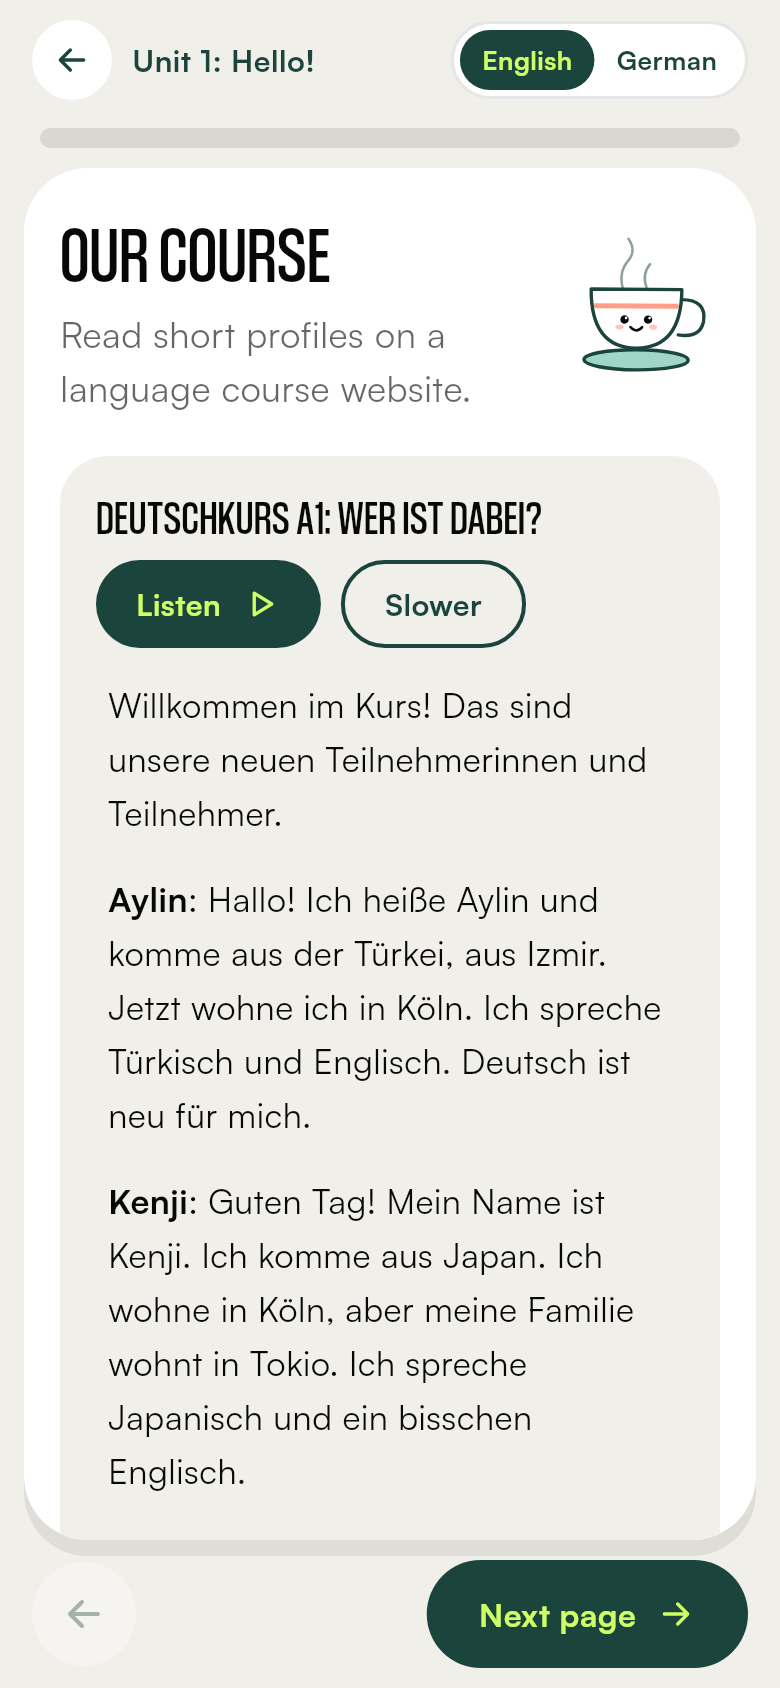 Unit 1: Hello!
English
German
OUR COURSE
Read short profiles on a
language course website.
DEUTSCHKURS A1: WER IST DABEI?
Listen
Slower
Willkommen im Kurs! Das sind
unsere neuen Teilnehmerinnen und
Teilnehmer.
Aylin: Hallo! Ich heiße Aylin und
komme aus der Türkei, aus Izmir.
Jetzt wohne ich in Köln. Ich spreche
Türkisch und Englisch. Deutsch ist
neu für mich.
Kenji: Guten Tag! Mein Name ist
Kenji. Ich komme aus Japan. Ich
wohne in Köln, aber meine Familie
wohnt in Tokio. Ich spreche
Japanisch und ein bisschen
Englisch.
Next page